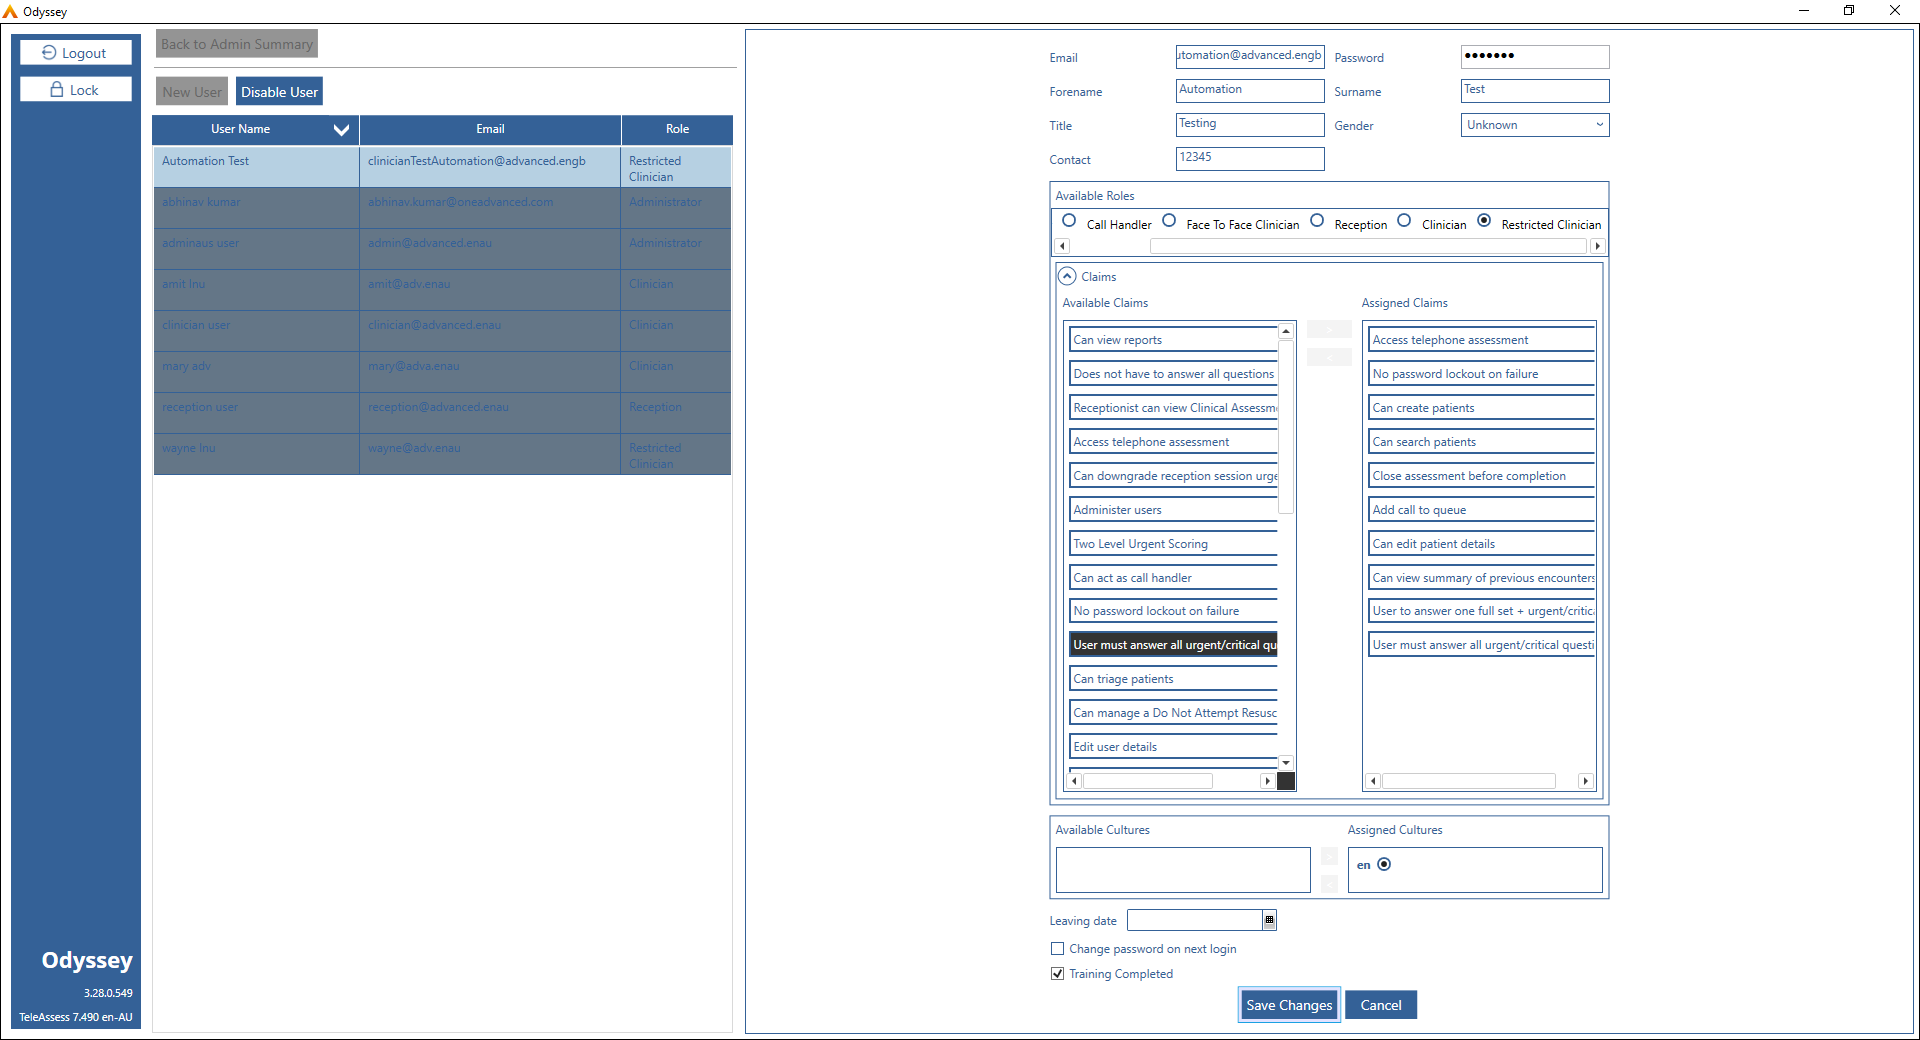 Odyssey
Logout
Lock
Back to Admin Summary
New User
Disable User
User Name
Email
Role
Automation Test
clinicianTestAutomation@advanced.engb
Restricted
Clinician
abhinav kumar
abhinav.kumar@oneadvanced.com
Administrator
adminaus user
admin@advanced.enau
Administrator
amit lnu
amit@adv.enau
Clinician
clinician user
clinician@advanced.enau
Clinician
mary adv
mary@adva.enau
Clinician
reception user
reception@advanced.enau
Reception
wayne lnu
wayne@adv.enau
Restricted
Clinician
Odyssey
3.28.0.549
TeleAssess 7.490 en-AU
Email
utomation@advanced.engb
Password
Forename
Automation
Surname
Test
Title
Testing
Gender
Unknown
Contact
12345
Available Roles
Call Handler
Face To Face Clinician
Reception
Clinician
Restricted Clinician
Claims
Available Claims
Can view reports
Does not have to answer all questions
Receptionist can view Clinical Assessm
Access telephone assessment
Can downgrade reception session urge
Administer users
Two Level Urgent Scoring
Can act as call handler
No password lockout on failure
User must answer all urgent/critical qu
Can triage patients
Can manage a Do Not Attempt Resusc
Edit user details
Assigned Claims
Access telephone assessment
No password lockout on failure
Can create patients
Can search patients
Close assessment before completion
Add call to queue
Can edit patient details
Can view summary of previous encounters
User to answer one full set + urgent/critic
User must answer all urgent/critical questi
Available Cultures
Assigned Cultures
en
Leaving date
Change password on next login
Training Completed
Save Changes
Cancel